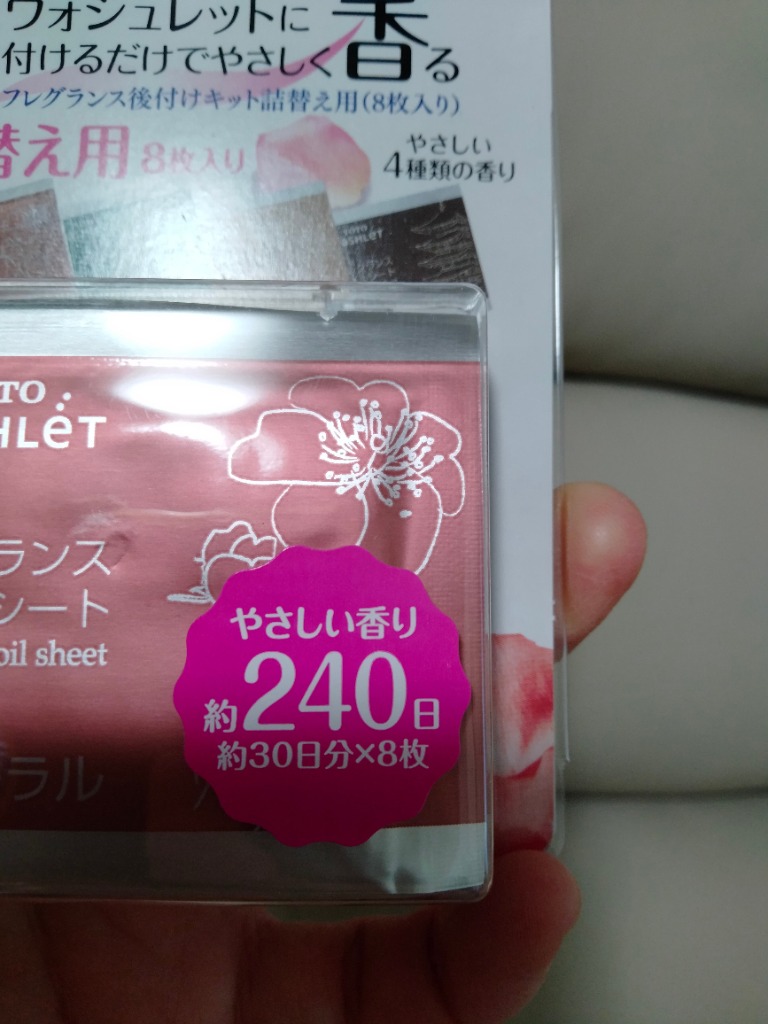 ウォシュレットに
付けるだけでやさしく香る
フレグランス後付けキット詰替え用(8枚入り)
替え用 8枚入り
やさしい
4種類の香り
TOTO
SHLeT
TO
HLeT
ランス
シート
oil sheet
ラル
やさしい香り
約240日
約30日分×8枚